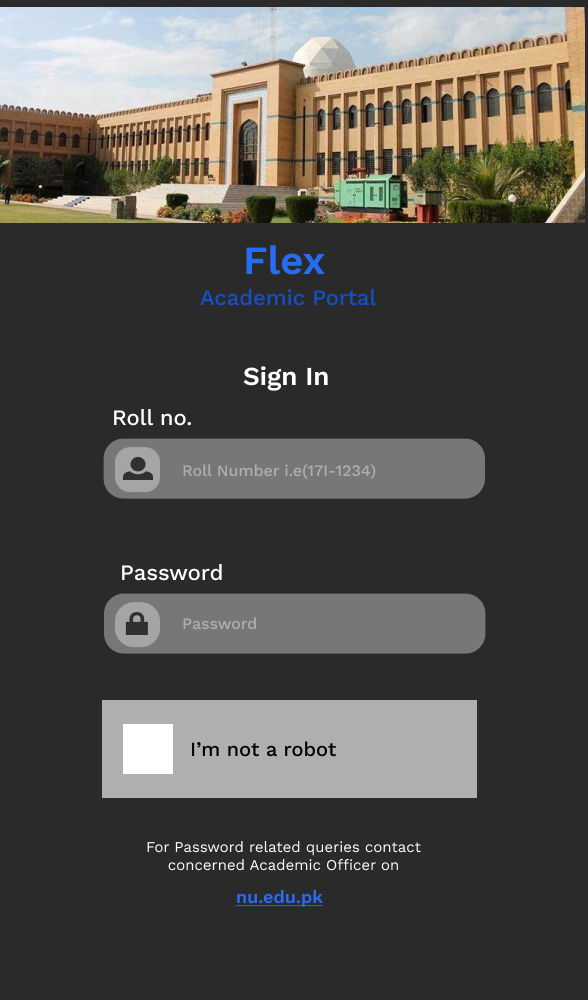 Flex
Academic Portal
Sign In
Roll no.
Roll Number i.e(17I-1234)
Password
Password
I’m not a robot
For Password related queries contact
concerned Academic Officer on
nu.edu.pk